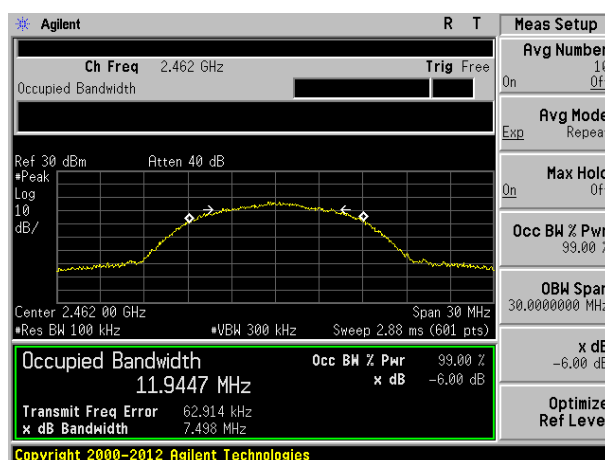 Agilent R T Meas Setup
Ch Freq 2.462 GHz Trig Free
Occupied Bandwidth
Avg Number
10
On Off
Avg Mode
Exp Repeat
Max Hold
On Off
Occ BW % Pwr
99.00 %
OBW Span
30.0000000 MHz
x dB
-6.00 dB
Optimize
Ref Level
Ref 30 dBm Atten 40 dB
#Peak
Log
10
dB/
Center 2.462 00 GHz Span 30 MHz
#Res BW 100 kHz #VBW 300 kHz Sweep 2.88 ms (601 pts)
Occupied Bandwidth Occ BW % Pwr 99.00 %
11.9447 MHz x dB -6.00 dB
Transmit Freq Error 62.914 kHz
x dB Bandwidth 7.498 MHz
Copyright 2000-2012 Agilent Technologies